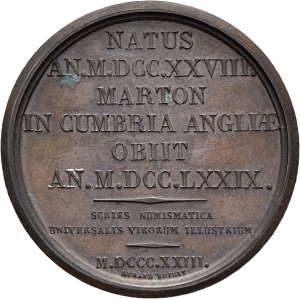 NATUS
AN.M.DCC.XXVIII.
MARTON
IN CUMBRIA ANGLIÆ
OBIIT
AN.M.DCC.LXXIX.
SERIES NUMISMATICA
UNIVERSALIS VIRORUM ILLUSTRIUM
M.DCCC.XXIII.
DURAND EDIDIT